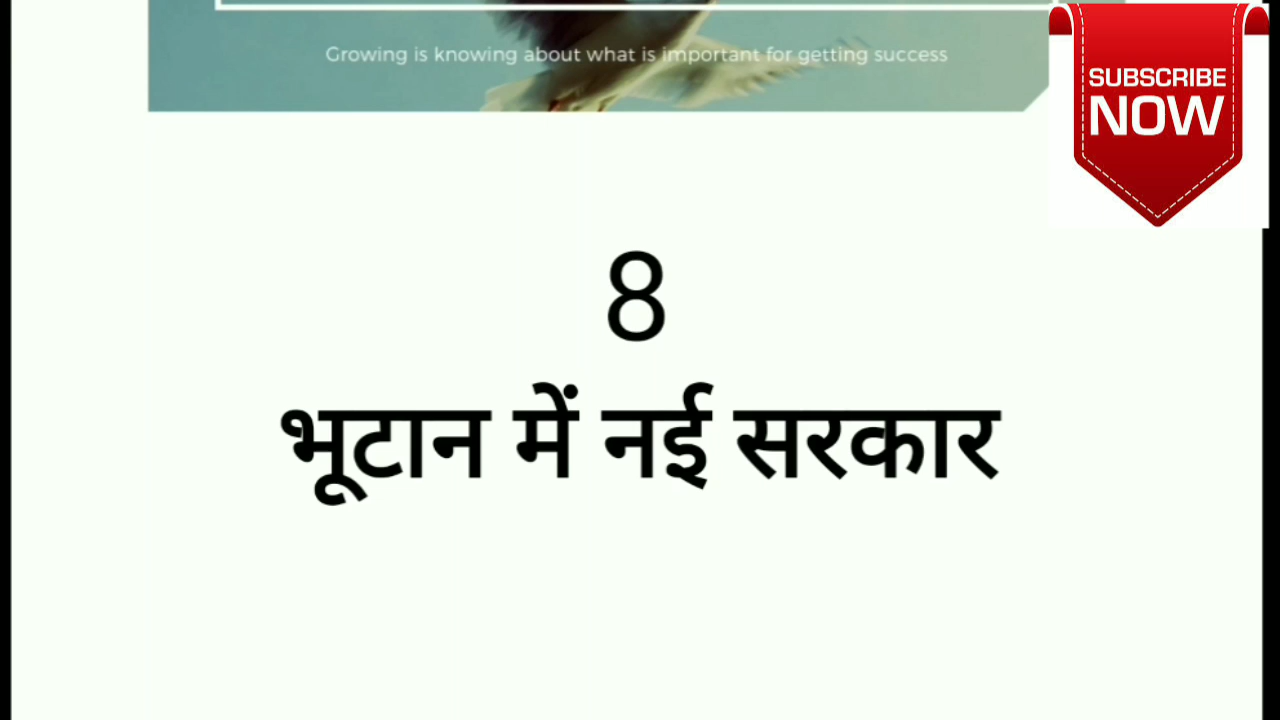 Growing is knowing about what is important for getting success
SUBSCRIBE
NOW
8
भूटान में नई सरकार